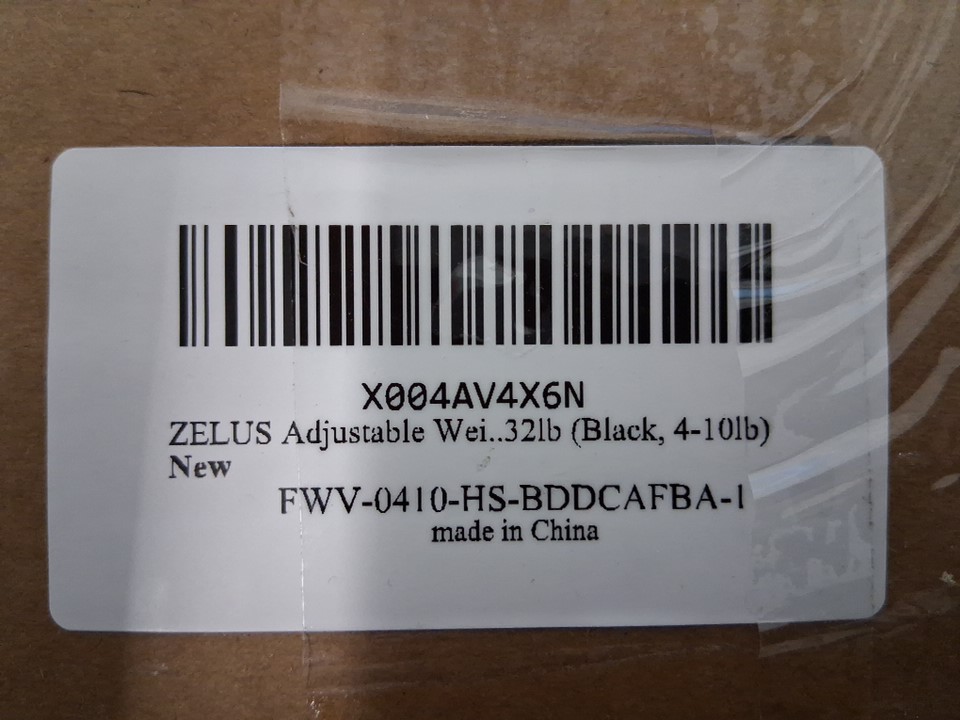 X004AV4X6N
ZELUS Adjustable Wei..32lb (Black, 4-10lb)
New
FWV-0410-HS-BDDCAFBA-1
made in China